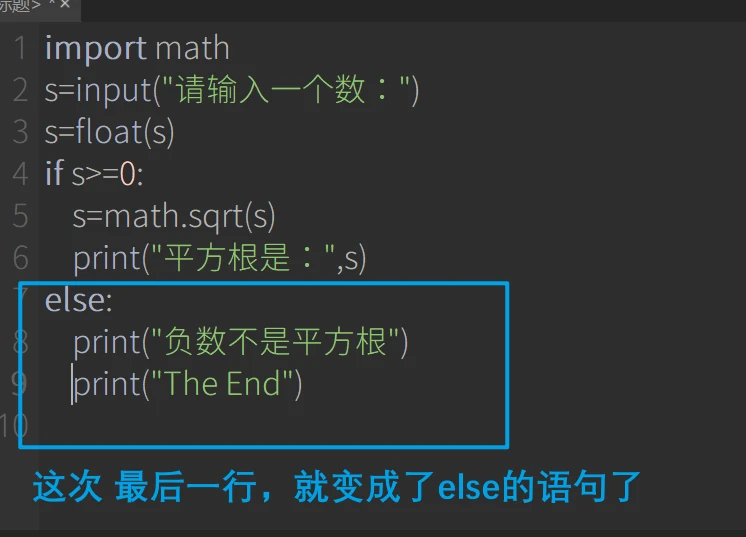 标题> * ×
1 import math
2 s=input("请输入一个数：")
3 s=float(s)
4 if s>=0:
5 s=math.sqrt(s)
6 print("平方根是：",s)
7 else:
8 print("负数不是平方根")
9 print("The End")
10
这次 最后一行，就变成了else的语句了